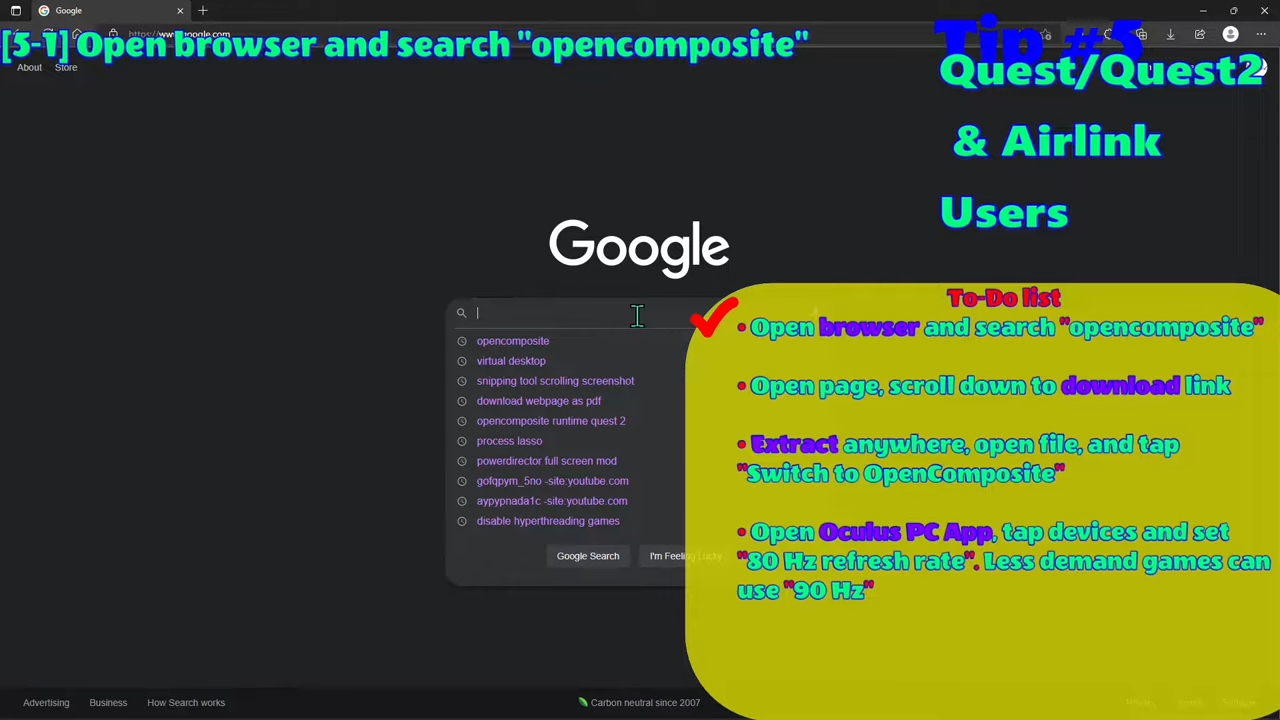 Google
https://www.google.com
[5-1] Open browser and search "opencomposite"
Tip #5
Quest/Quest2
& Airlink
Users
About
Store
Google
opencomposite
virtual desktop
snipping tool scrolling screenshot
download webpage as pdf
opencomposite runtime quest 2
process lasso
powerdirector full screen mod
gofqpym_5no -site:youtube.com
aypypnada1c -site:youtube.com
disable hyperthreading games
Google Search
I'm Feeling Lucky
To-Do list
• Open browser and search "opencomposite"
• Open page, scroll down to download link
• Extract anywhere, open file, and tap
"Switch to OpenComposite"
• Open Oculus PC App, tap devices and set
"80 Hz refresh rate". Less demand games can
use "90 Hz"
Advertising
Business
How Search works
Carbon neutral since 2007